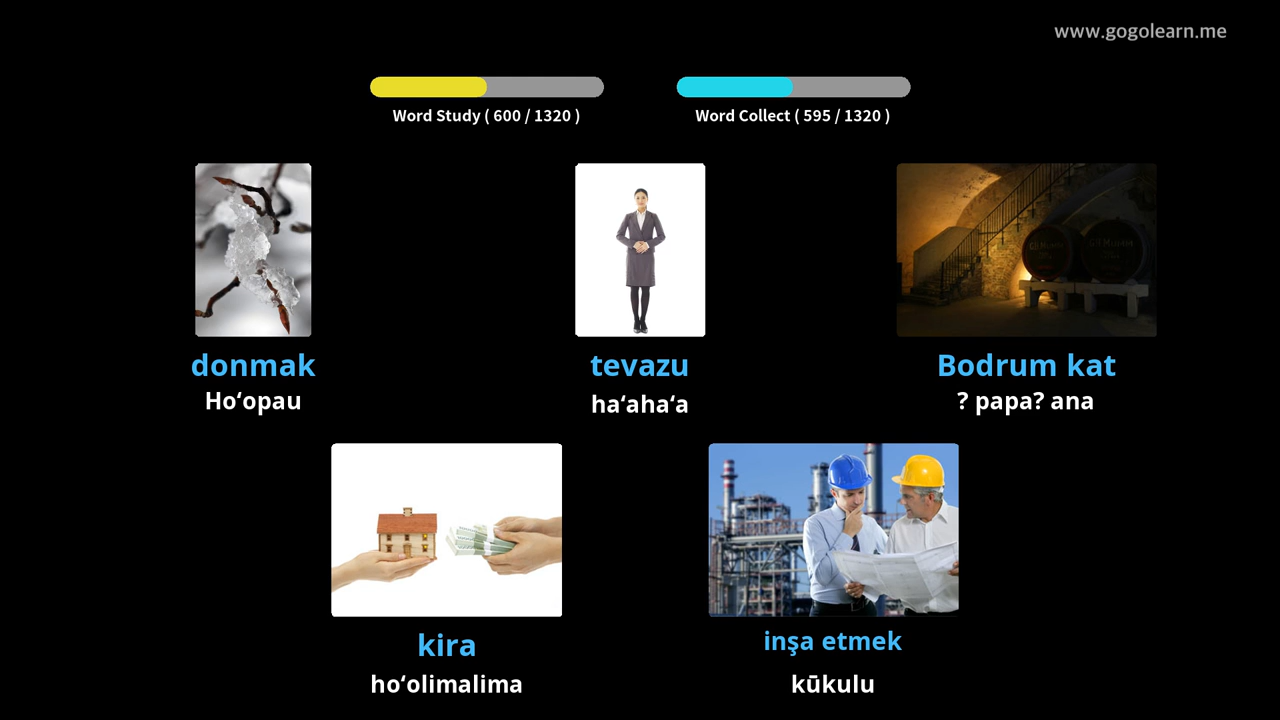 www.gogolearn.me
Word Study ( 600 / 1320 )
Word Collect ( 595 / 1320 )
donmak
Hoʻopau
tevazu
haʻahaʻa
Bodrum kat
? papa? ana
kira
hoʻolimalima
inşa etmek
kūkulu